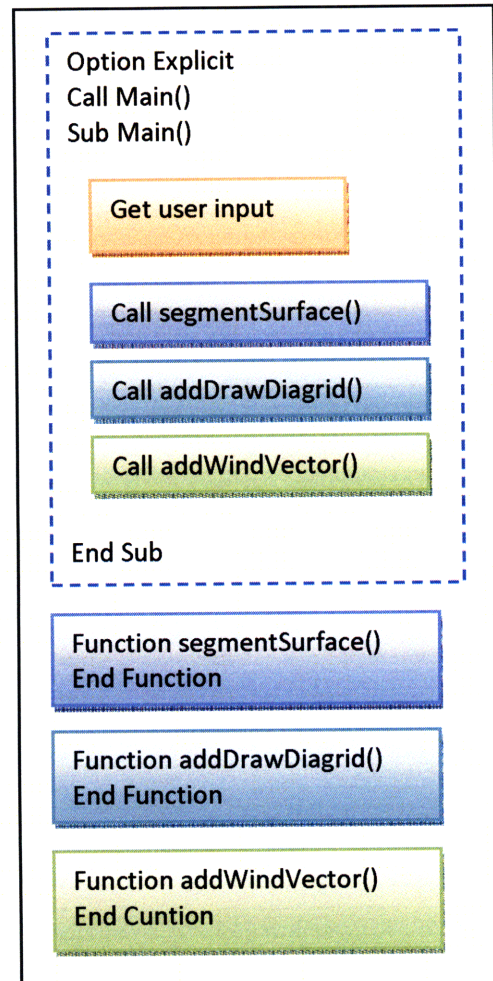 Option Explicit
Call Main()
Sub Main()
Get user input
Call segmentSurface()
Call addDrawDiagrid()
Call addWindVector()
End Sub
Function segmentSurface()
End Function
Function addDrawDiagrid()
End Function
Function addWindVector()
End Cuntion